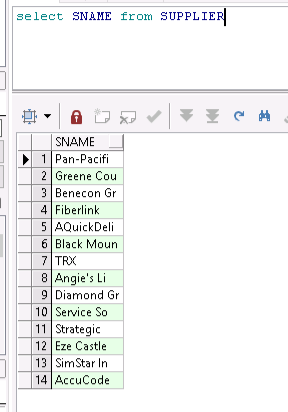 select SNAME from SUPPLIER
SNAME
1 Pan-Pacifi
2 Greene Cou
3 Benecon Gr
4 Fiberlink
5 AQuickDeli
6 Black Moun
7 TRX
8 Angie's Li
9 Diamond Gr
10 Service So
11 Strategic
12 Eze Castle
13 SimStar In
14 AccuCode